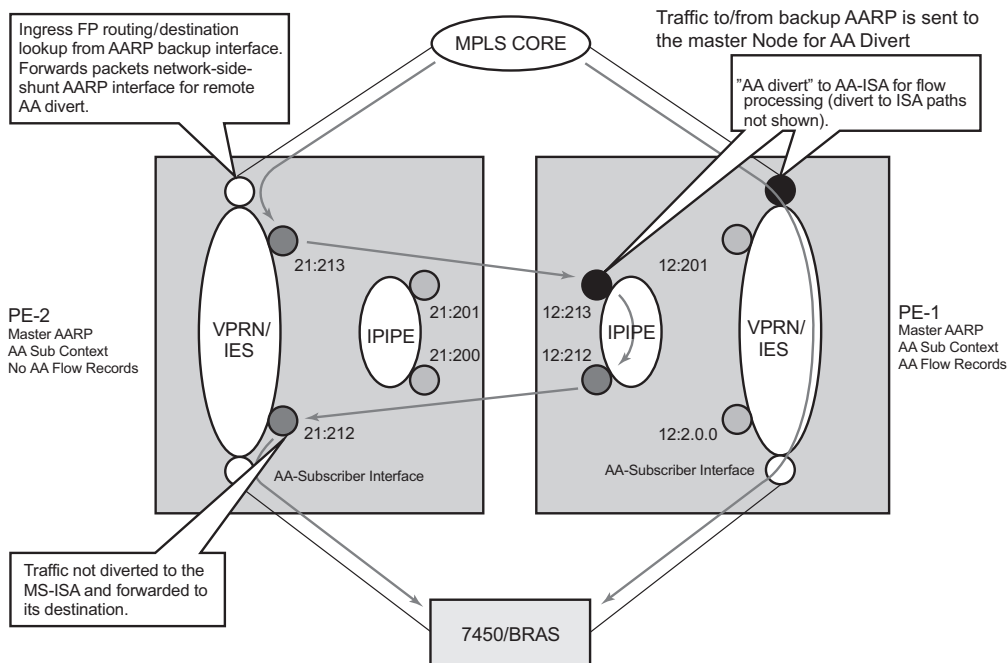 Ingress FP routing/destination
lookup from AARP backup interface.
Forwards packets network-side-
shunt AARP interface for remote
AA divert.
MPLS CORE
Traffic to/from backup AARP is sent to
the master Node for AA Divert
”AA divert” to AA-ISA for flow
processing (divert to ISA paths
not shown).
21:213
12:201
21:201
12:213
PE-2
Master AARP
AA Sub Context
No AA Flow Records
VPRN/
IES
IPIPE
IPIPE
VPRN/
IES
PE-1
Master AARP
AA Sub Context
AA Flow Records
21:200
12:212
21:212
12:2.0.0
AA-Subscriber Interface
AA-Subscriber Interface
Traffic not diverted to the
MS-ISA and forwarded to
its destination.
7450/BRAS